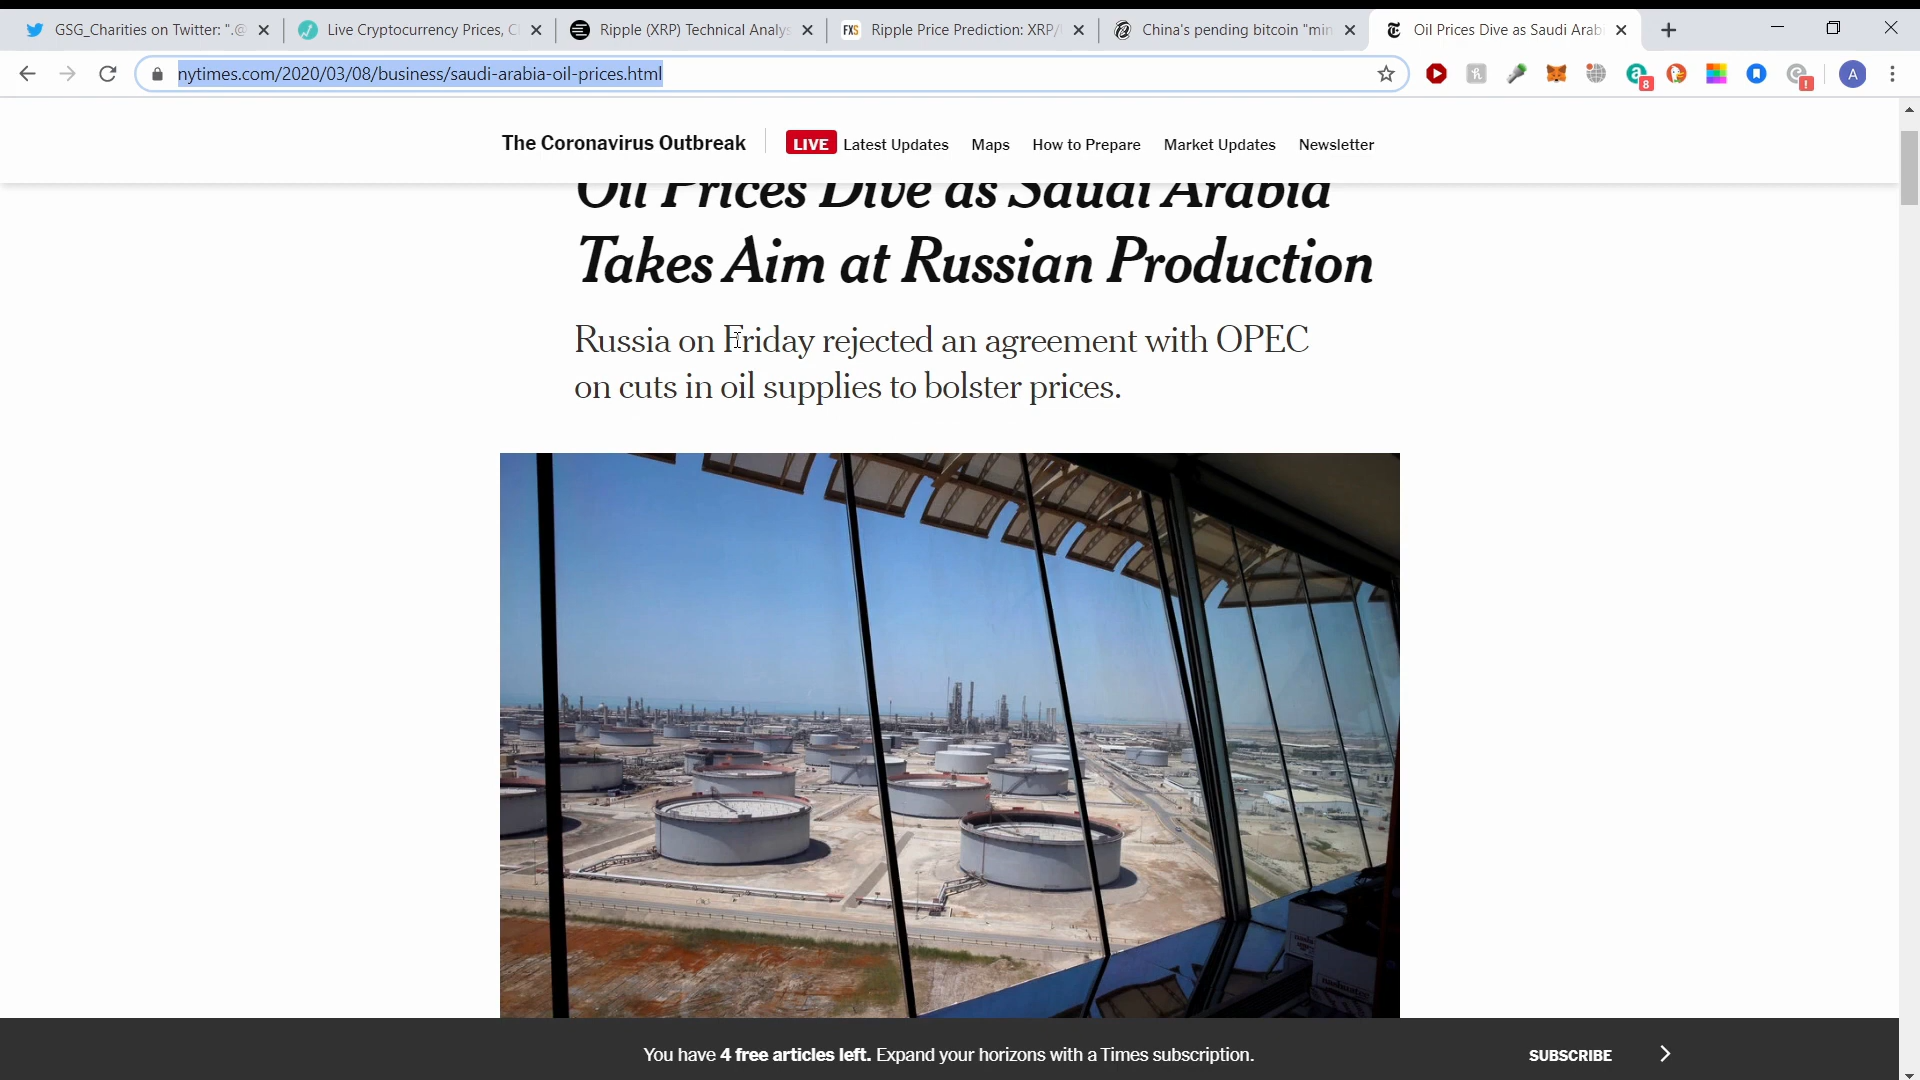 GSG_Charities on Twitter: ".@
Live Cryptocurrency Prices, C
Ripple (XRP) Technical Analys
FXS
Ripple Price Prediction: XRP/
China's pending bitcoin "min
Oil Prices Dive as Saudi Arab
nytimes.com/2020/03/08/business/saudi-arabia-oil-prices.html
8
A
The Coronavirus Outbreak
LIVE Latest Updates
Maps
How to Prepare
Market Updates
Newsletter
Oil Prices Dive as Saudi Arabia
Takes Aim at Russian Production
Russia on Friday rejected an agreement with OPEC
on cuts in oil supplies to bolster prices.
You have 4 free articles left. Expand your horizons with a Times subscription.
SUBSCRIBE